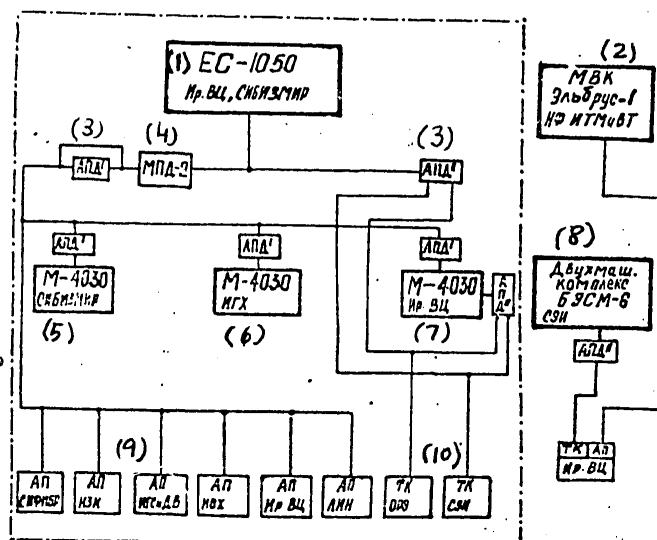 (1) ЕС-1050
Ир. ВЦ, СИБИЗМИР
(2)
МВК
Эльбрус-1
НФ ИТМиВТ
(3)
(4)
(3)
АПД'
МПД-2
АПД'
АПД'
АПД'
АПД'
М-4030
СИБИЗМИР
М-4030
ИГХ
М-4030
Ир. ВЦ
БПД
(5)
(6)
(7)
(8)
Двухмаш.
комплекс
БЭСМ-6
СЭИ
АПД"
ТК АП
Ир. ВЦ
(9)
(10)
АП
АП
ИЗК
АП
АП
АП
Ир ВЦ
АП
ЛИН
ТК
ТК
СЭИ